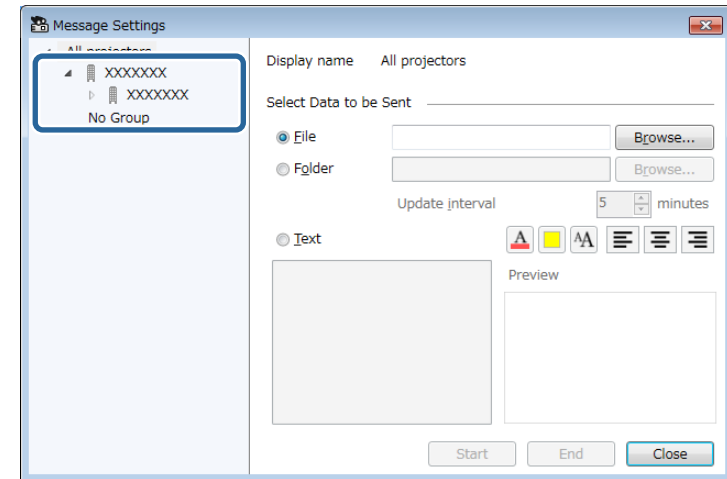 Message Settings
All projectors
XXXXXXX
XXXXXXX
No Group
Display name All projectors
Select Data to be Sent
File Browse...
Folder Browse...
Update interval 5 minutes
Text A AA
Preview
Start End Close